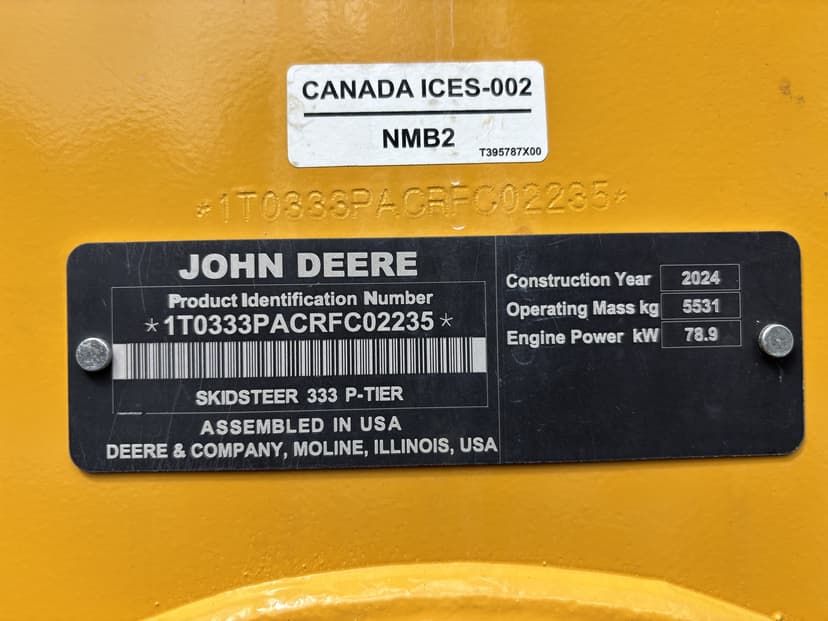 CANADA ICES-002
NMB2
T395787X00
*1T0333PACRFC02235*
JOHN DEERE
Product Identification Number
*1T0333PACRFC02235*
SKIDSTEER 333 P-TIER
ASSEMBLED IN USA
DEERE & COMPANY, MOLINE, ILLINOIS, USA
Construction Year 2024
Operating Mass kg 5531
Engine Power kW 78.9